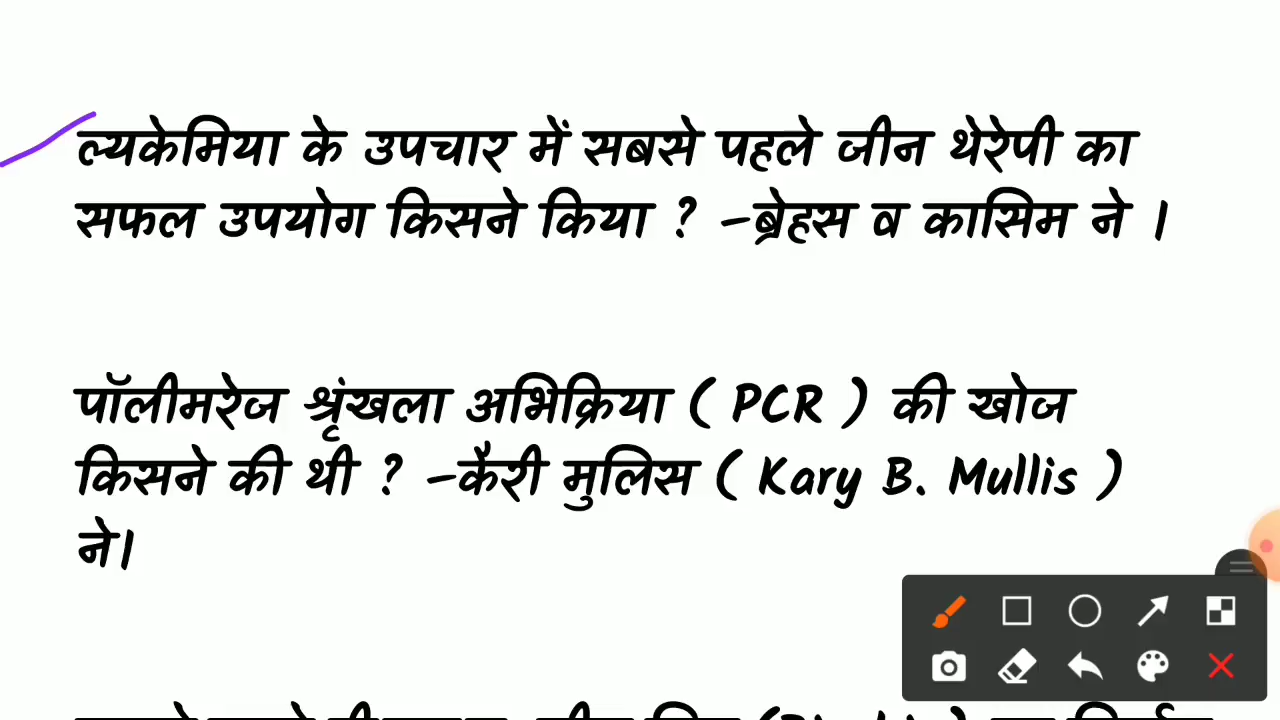 ल्यकेमिया के उपचार में सबसे पहले जीन थेरेपी का
सफल उपयोग किसने किया ? -ब्रेहस व कासिम ने ।
पॉलीमरेज श्रृंखला अभिक्रिया ( PCR ) की खोज
किसने की थी ? -कैरी मुलिस ( Kary B. Mullis )
ने।